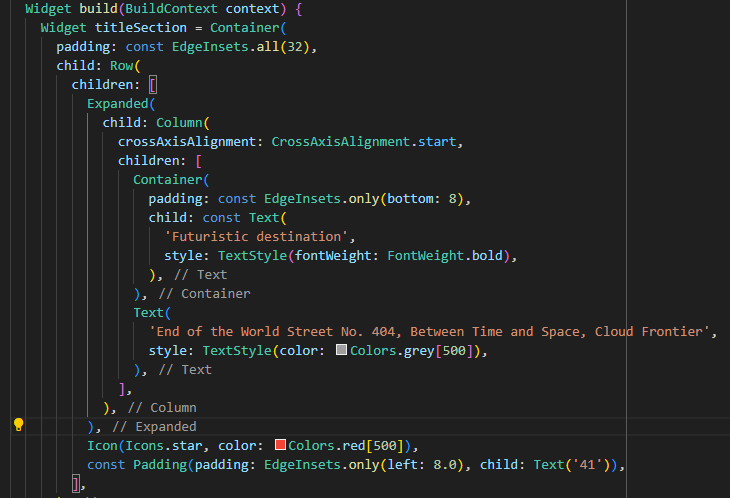 Widget build(BuildContext context) {
Widget titleSection = Container(
padding: const EdgeInsets.all(32),
child: Row(
children: [
Expanded(
child: Column(
crossAxisAlignment: CrossAxisAlignment.start,
children: [
Container(
padding: const EdgeInsets.only(bottom: 8),
child: const Text(
'Futuristic destination',
style: TextStyle(fontWeight: FontWeight.bold),
), // Text
), // Container
Text(
'End of the World Street No. 404, Between Time and Space, Cloud Frontier',
style: TextStyle(color: Colors.grey[500]),
), // Text
],
), // Column
), // Expanded
Icon(Icons.star, color: Colors.red[500]),
const Padding(padding: EdgeInsets.only(left: 8.0), child: Text('41')),
],